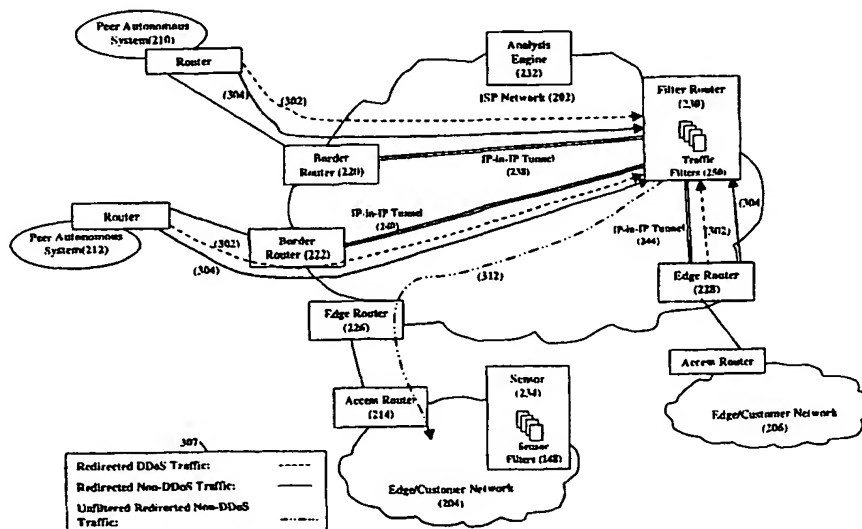 Peer Autonomous
System(210)
Router
(304)
(302)
Analysis
Engine
(232)
ISP Network (202)
Filter Router
(230)
Traffic
Filters (250)
Border
Router (220)
IP-in-IP Tunnel
(238)
Router
Peer Autonomous
System(212)
(302)
(304)
Border
Router (222)
IP-in-IP Tunnel
(240)
(312)
IP-in-IP Tunnel
(244)
(302)
(304)
Edge Router
(228)
Edge Router
(226)
Access Router
Edge/Customer Network
(206)
Access Router
(214)
Sensor
(234)
Sensor
Filters (248)
Edge/Customer Network
(204)
307
Redirected DDoS Traffic:
Redirected Non-DDoS Traffic:
Unfiltered Redirected Non-DDoS
Traffic: